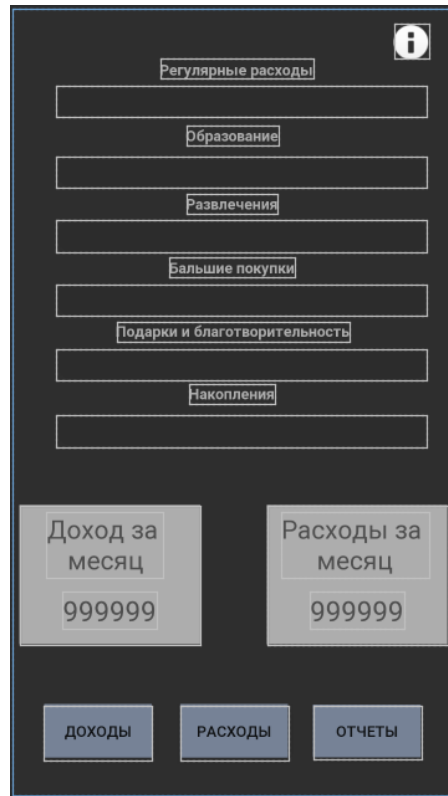 Регулярные расходы
Образование
Развлечения
Бальшие покупки
Подарки и благотворительность
Накопления
Доход за
месяц
999999
Расходы за
месяц
999999
ДОХОДЫ
РАСХОДЫ
ОТЧЕТЫ